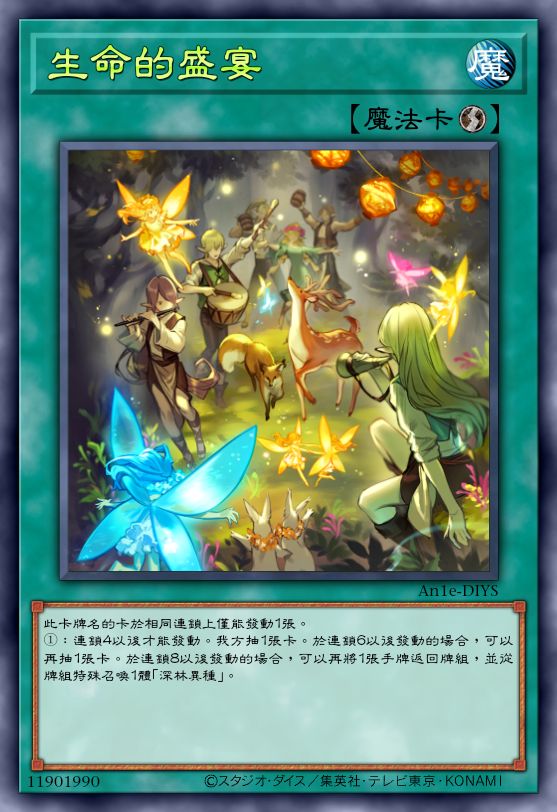 生命的盛宴
魔
【魔法卡】
An1e-DIYS
此卡牌名的卡於相同連鎖上僅能發動1張。
①：連鎖4以後才能發動。我方抽1張卡。於連鎖6以後發動的場合，可以
再抽1張卡。於連鎖8以後發動的場合，可以再將1張手牌返回牌組，並從
牌組特殊召喚1體「深林異種」。
11901990
©スタジオ・ダイス／集英社・テレビ東京・KONAMI